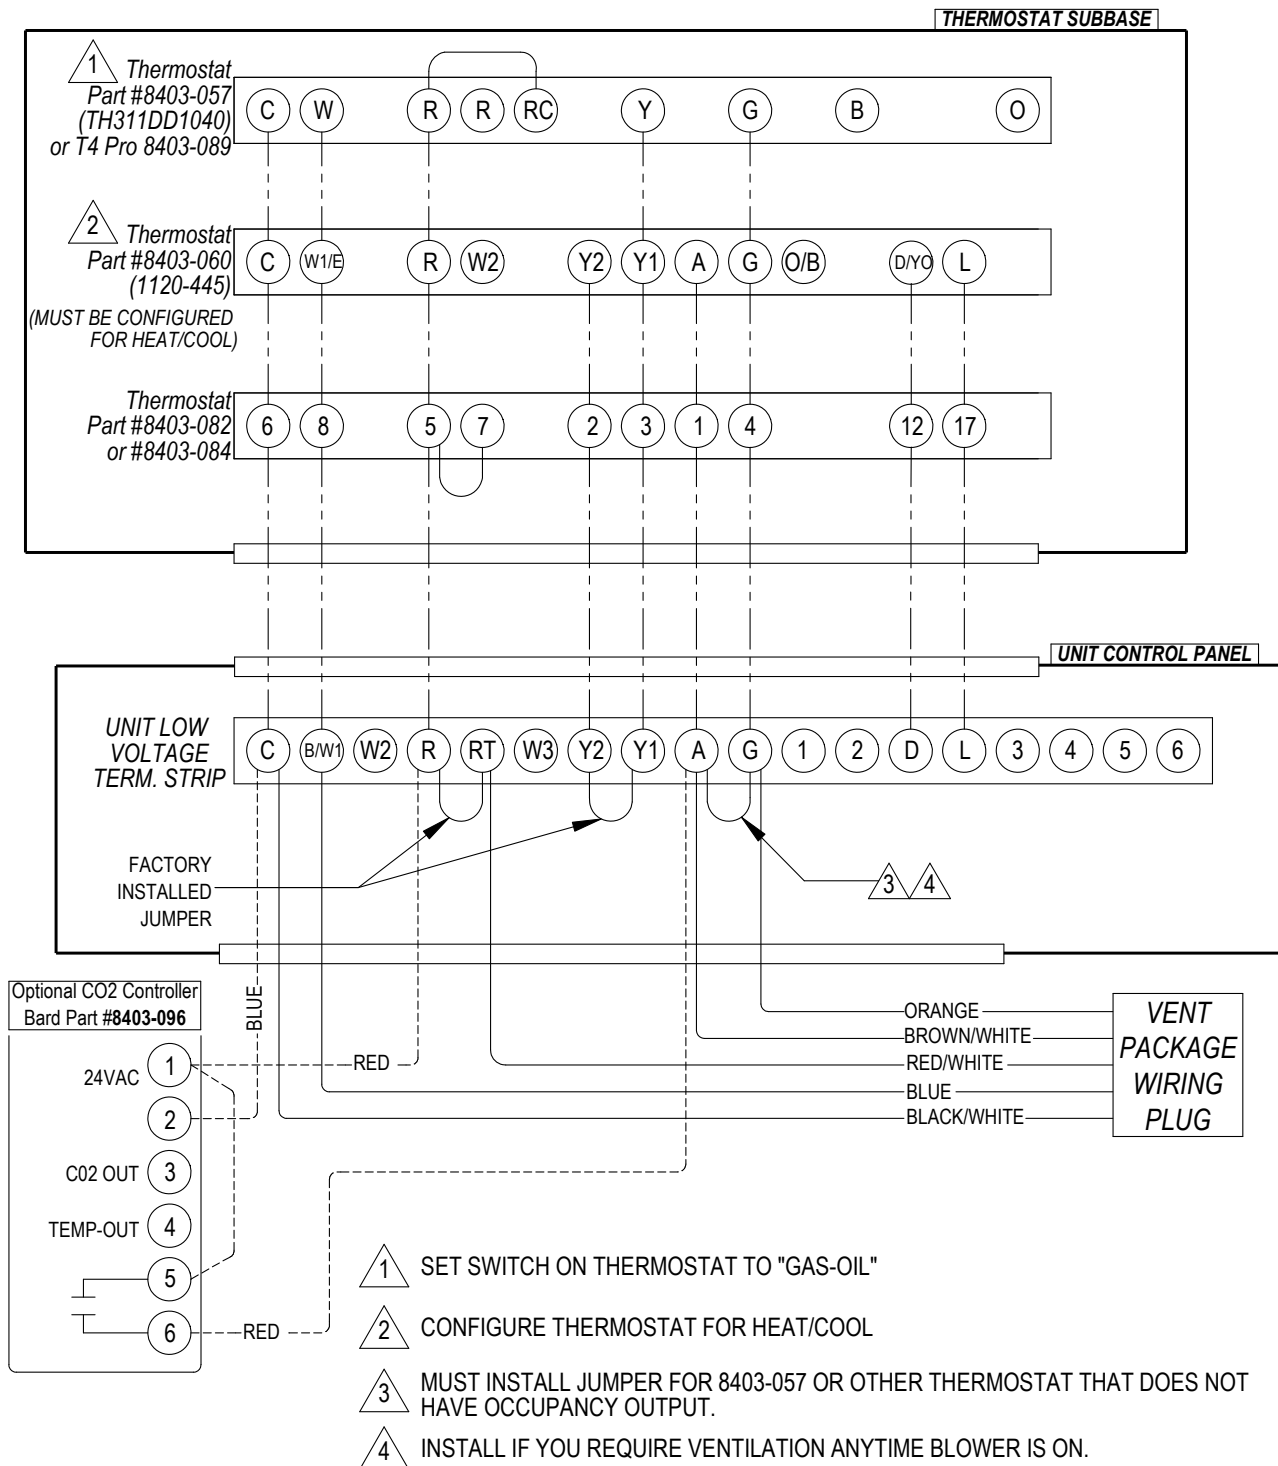 THERMOSTAT SUBBASE
1 Thermostat
Part #8403-057
(TH311DD1040)
or T4 Pro 8403-089
C W R R RC Y G B O
2 Thermostat
Part #8403-060
(1120-445)
(MUST BE CONFIGURED
FOR HEAT/COOL)
C W1/E R W2 Y2 Y1 A G O/B D/YO L
Thermostat
Part #8403-082
or #8403-084
6 8 5 7 2 3 1 4 12 17
UNIT CONTROL PANEL
UNIT LOW
VOLTAGE
TERM. STRIP
C B/W1 W2 R RT W3 Y2 Y1 A G 1 2 D L 3 4 5 6
FACTORY
INSTALLED
JUMPER
3 4
Optional CO2 Controller
Bard Part #8403-096
BLUE
RED
24VAC
1
2
C02 OUT 3
TEMP-OUT 4
5
6
RED
ORANGE
BROWN/WHITE
RED/WHITE
BLUE
BLACK/WHITE
VENT
PACKAGE
WIRING
PLUG
1 SET SWITCH ON THERMOSTAT TO "GAS-OIL"
2 CONFIGURE THERMOSTAT FOR HEAT/COOL
3 MUST INSTALL JUMPER FOR 8403-057 OR OTHER THERMOSTAT THAT DOES NOT
HAVE OCCUPANCY OUTPUT.
4 INSTALL IF YOU REQUIRE VENTILATION ANYTIME BLOWER IS ON.